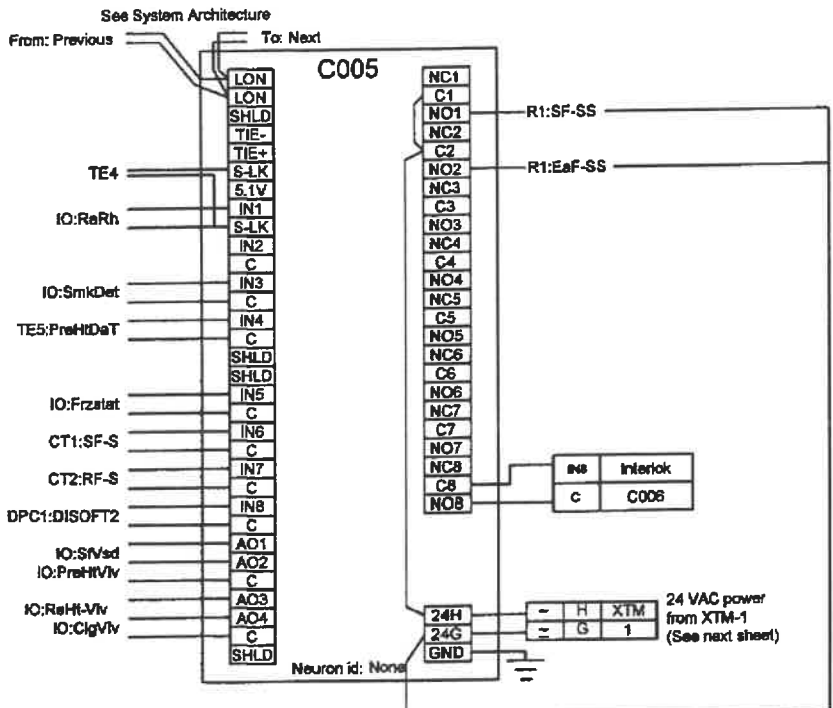 See System Architecture
From: Previous
To: Next
C005
LON
LON
SHLD
TIE-
TIE+
S-LK
5.1V
IN1
S-LK
IN2
C
IN3
C
IN4
C
SHLD
SHLD
IN5
C
IN6
C
IN7
C
IN8
C
AO1
AO2
C
AO3
AO4
C
SHLD
TE4
IO:RaRh
IO:SmkDet
TE5:PreHtDaT
IO:Frzstat
CT1:SF-S
CT2:RF-S
DPC1:DISOFT2
IO:SfVsd
IO:PreHtVlv
IO:ReHt-Vlv
IO:ClgVlv
NC1
C1
NO1
NC2
C2
NO2
NC3
C3
NO3
NC4
C4
NO4
NC5
C5
NO5
NC6
C6
NO6
NC7
C7
NO7
NC8
C8
NO8
R1:SF-SS
R1:EaF-SS
IN8 Interlok
C C006
24H
24G
GND
~ H XTM
G 1
24 VAC power
from XTM-1
(See next sheet)
Neuron id: None